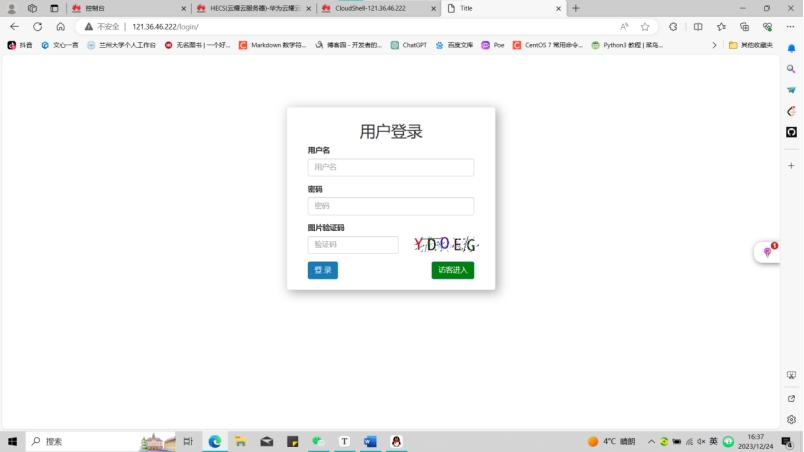 控制台
HECS(云耀云服务器)-华为云耀云
CloudShell-121.36.46.222
Title
不安全 | 121.36.46.222/login/
抖音
文心一言
兰州大学个人工作台
无名图书 | 一个好...
Markdown 数学符...
博客园 - 开发者的...
ChatGPT
百度文库
Poe
CentOS 7 常用命令...
Python3 教程 | 菜鸟...
其他收藏夹
用户登录
用户名
用户名
密码
密码
图片验证码
验证码
YDOEG
登 录
访客进入
1
搜索
4°C 晴朗
英
16:37
2023/12/24
4